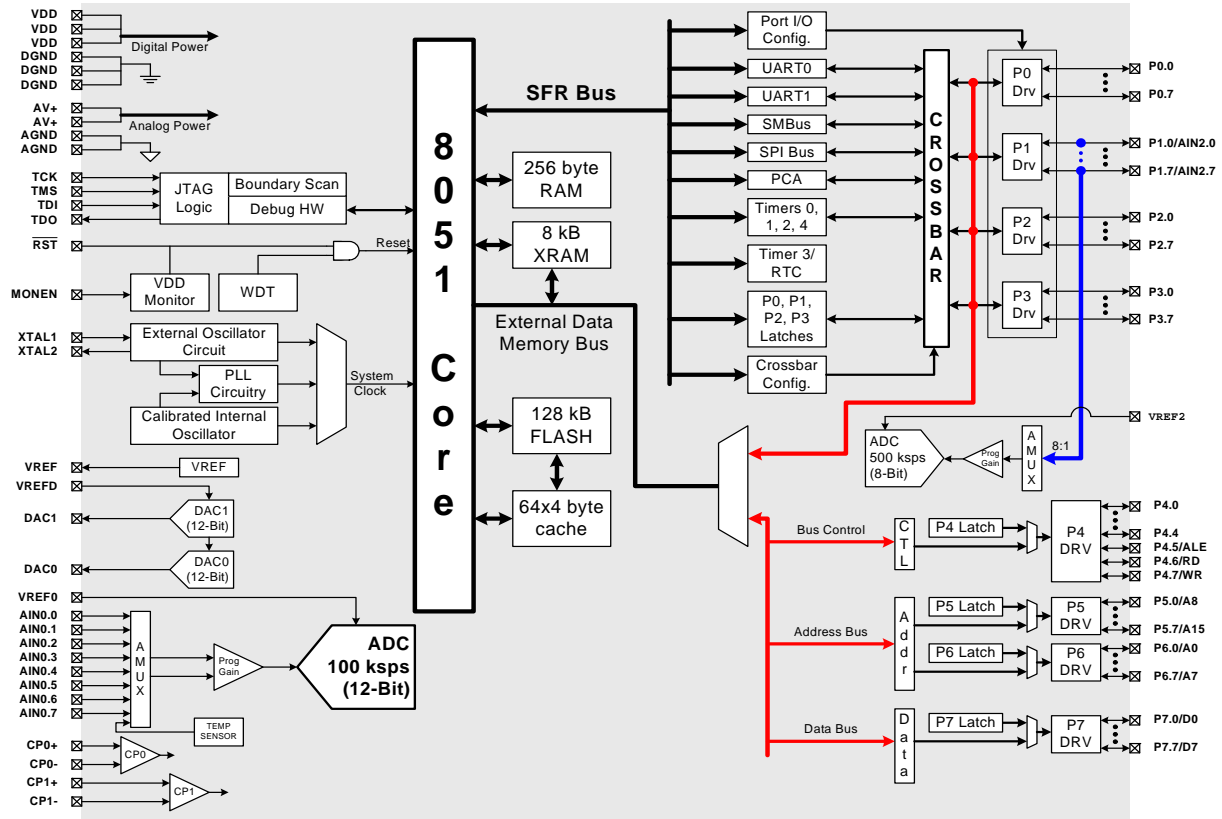 VDD
VDD
VDD
Digital Power
DGND
DGND
DGND
AV+
AV+
Analog Power
AGND
AGND
TCK
TMS
TDI
TDO
JTAG
Logic
Boundary Scan
Debug HW
RST
Reset
MONEN
VDD
Monitor
WDT
XTAL1
XTAL2
External Oscillator
Circuit
PLL
Circuitry
Calibrated Internal
Oscillator
System
Clock
VREF
VREF
VREFD
DAC1
DAC1
(12-Bit)
DAC0
DAC0
(12-Bit)
VREF0
AIN0.0
AIN0.1
AIN0.2
AIN0.3
AIN0.4
AIN0.5
AIN0.6
AIN0.7
AMUX
Prog
Gain
ADC
100 ksps
(12-Bit)
TEMP
SENSOR
CP0+
CP0-
CP0
CP1+
CP1-
CP1
8051 Core
SFR Bus
256 byte
RAM
8 kB
XRAM
External Data
Memory Bus
128 kB
FLASH
64x4 byte
cache
Port I/O
Config.
UART0
UART1
SMBus
SPI Bus
PCA
Timers 0,
1, 2, 4
Timer 3/
RTC
P0, P1,
P2, P3
Latches
Crossbar
Config.
CROSSBAR
P0
Drv
P1
Drv
P2
Drv
P3
Drv
P0.0
P0.7
P1.0/AIN2.0
P1.7/AIN2.7
P2.0
P2.7
P3.0
P3.7
VREF2
ADC
500 ksps
(8-Bit)
Prog
Gain
AMUX
8:1
Bus Control
CTL
P4 Latch
P4
DRV
P4.0
P4.4
P4.5/ALE
P4.6/RD
P4.7/WR
Address Bus
Addr
P5 Latch
P5
DRV
P5.0/A8
P5.7/A15
P6 Latch
P6
DRV
P6.0/A0
P6.7/A7
Data Bus
Data
P7 Latch
P7
DRV
P7.0/D0
P7.7/D7